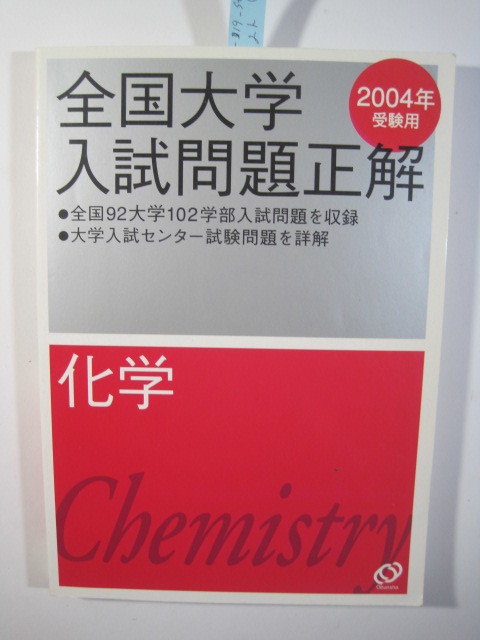 全国大学
入試問題正解
2004年
受験用
●全国92大学102学部入試問題を収録
●大学入試センター試験問題を詳解
化学
Chemistry
Obunsha